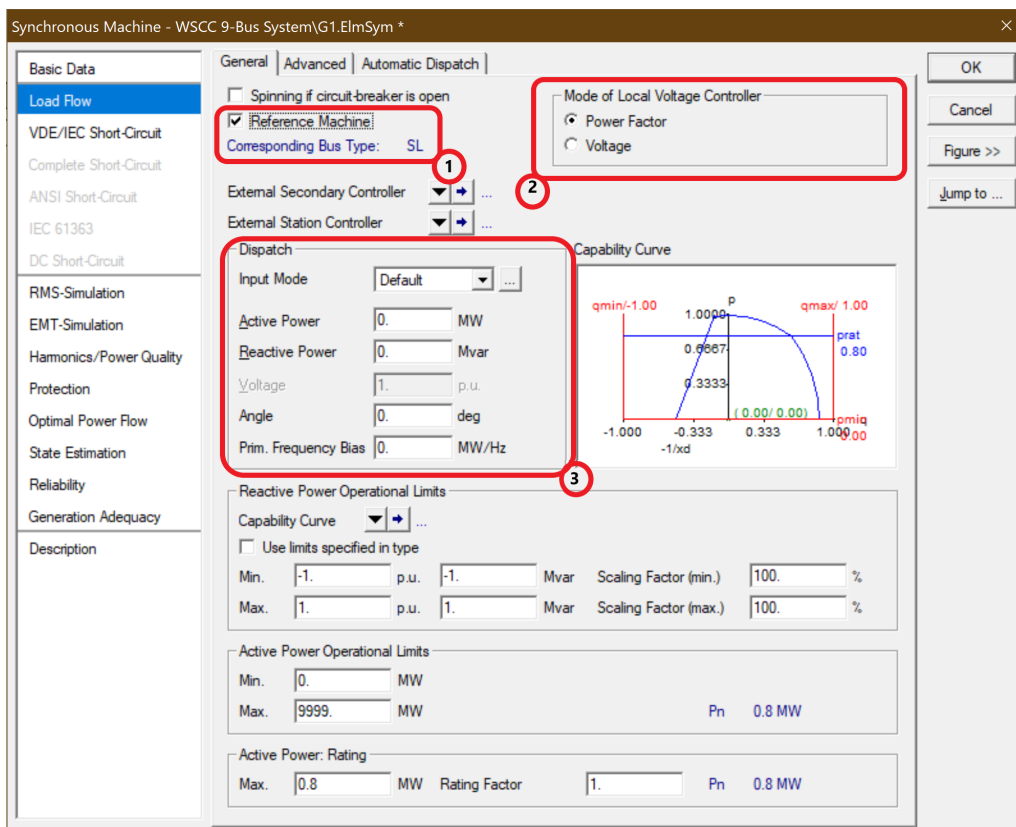 Synchronous Machine - WSCC 9-Bus System\G1.ElmSym *
Basic Data
Load Flow
VDE/IEC Short-Circuit
Complete Short-Circuit
ANSI Short-Circuit
IEC 61363
DC Short-Circuit
RMS-Simulation
EMT-Simulation
Harmonics/Power Quality
Protection
Optimal Power Flow
State Estimation
Reliability
Generation Adequacy
Description
General Advanced Automatic Dispatch
Spinning if circuit-breaker is open
Reference Machine
Corresponding Bus Type: SL
1
Mode of Local Voltage Controller
Power Factor
Voltage
2
External Secondary Controller ...
External Station Controller ...
Dispatch
Input Mode Default ...
Active Power 0. MW
Reactive Power 0. Mvar
Voltage 1. p.u.
Angle 0. deg
Prim. Frequency Bias 0. MW/Hz
3
Capability Curve
qmin/-1.00 p qmax/ 1.00
1.0000
prat
0.6667 0.80
0.3333
( 0.00/ 0.00) pmin q
-1.000 -0.333 0.333 1.000 0.00
-1/xd
Reactive Power Operational Limits
Capability Curve ...
Use limits specified in type
Min. -1. p.u. -1. Mvar Scaling Factor (min.) 100. %
Max. 1. p.u. 1. Mvar Scaling Factor (max.) 100. %
Active Power Operational Limits
Min. 0. MW
Max. 9999. MW Pn 0.8 MW
Active Power: Rating
Max. 0.8 MW Rating Factor 1. Pn 0.8 MW
OK
Cancel
Figure >>
Jump to ...